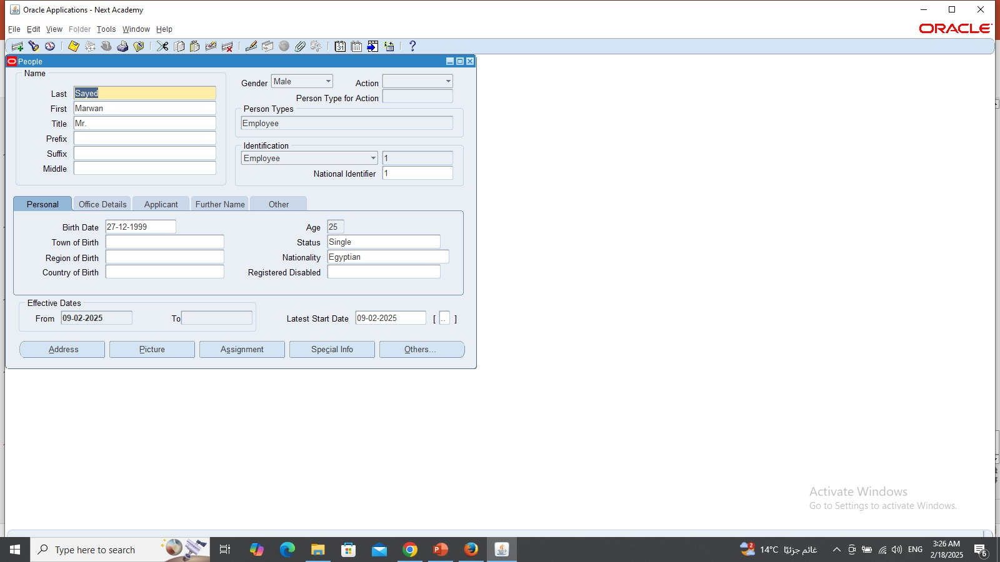 Oracle Applications - Next Academy
File Edit View Folder Tools Window Help
ORACLE
People
Name
Last Sayed
First Marwan
Title Mr.
Prefix
Suffix
Middle
Gender Male
Action
Person Type for Action
Person Types
Employee
Identification
Employee 1
National Identifier 1
Personal Office Details Applicant Further Name Other
Birth Date 27-12-1999 Age 25
Town of Birth Status Single
Region of Birth Nationality Egyptian
Country of Birth Registered Disabled
Effective Dates
From 09-02-2025 To Latest Start Date 09-02-2025 [ .. ]
Address Picture Assignment Special Info Others...
Activate Windows
Go to Settings to activate Windows.
Type here to search
2
14°C غائم جزئيًا
ENG
3:26 AM
2/18/2025
6